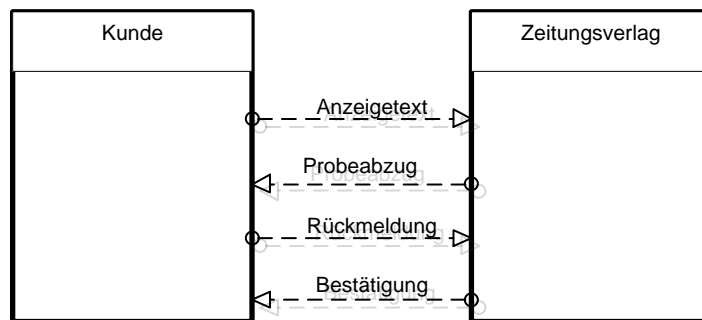 Kunde
Zeitungsverlag
Anzeigetext
Probeabzug
Rückmeldung
Bestätigung